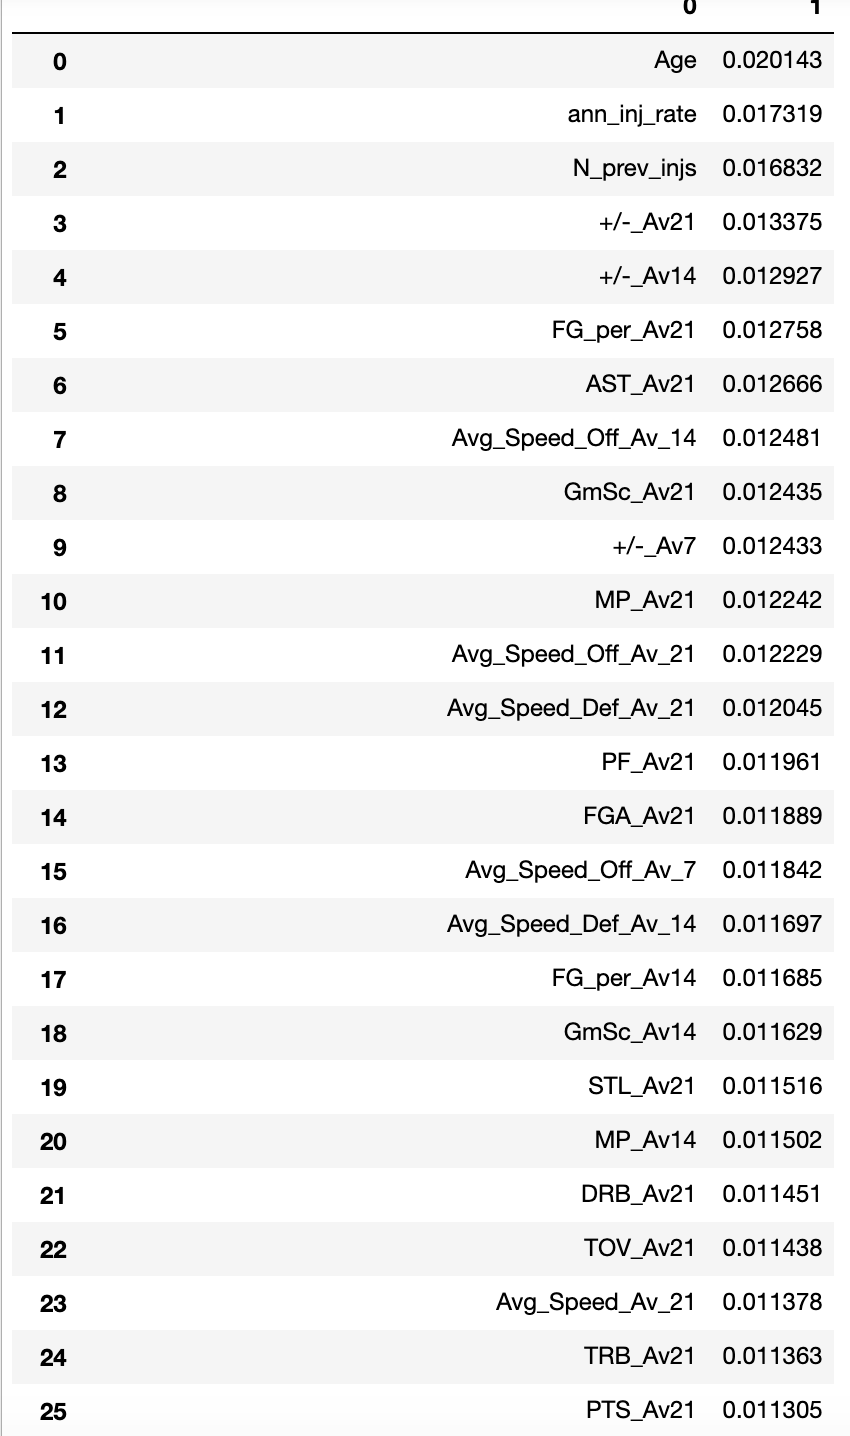 0 1
0 Age 0.020143
1 ann_inj_rate 0.017319
2 N_prev_injs 0.016832
3 +/-_Av21 0.013375
4 +/-_Av14 0.012927
5 FG_per_Av21 0.012758
6 AST_Av21 0.012666
7 Avg_Speed_Off_Av_14 0.012481
8 GmSc_Av21 0.012435
9 +/-_Av7 0.012433
10 MP_Av21 0.012242
11 Avg_Speed_Off_Av_21 0.012229
12 Avg_Speed_Def_Av_21 0.012045
13 PF_Av21 0.011961
14 FGA_Av21 0.011889
15 Avg_Speed_Off_Av_7 0.011842
16 Avg_Speed_Def_Av_14 0.011697
17 FG_per_Av14 0.011685
18 GmSc_Av14 0.011629
19 STL_Av21 0.011516
20 MP_Av14 0.011502
21 DRB_Av21 0.011451
22 TOV_Av21 0.011438
23 Avg_Speed_Av_21 0.011378
24 TRB_Av21 0.011363
25 PTS_Av21 0.011305